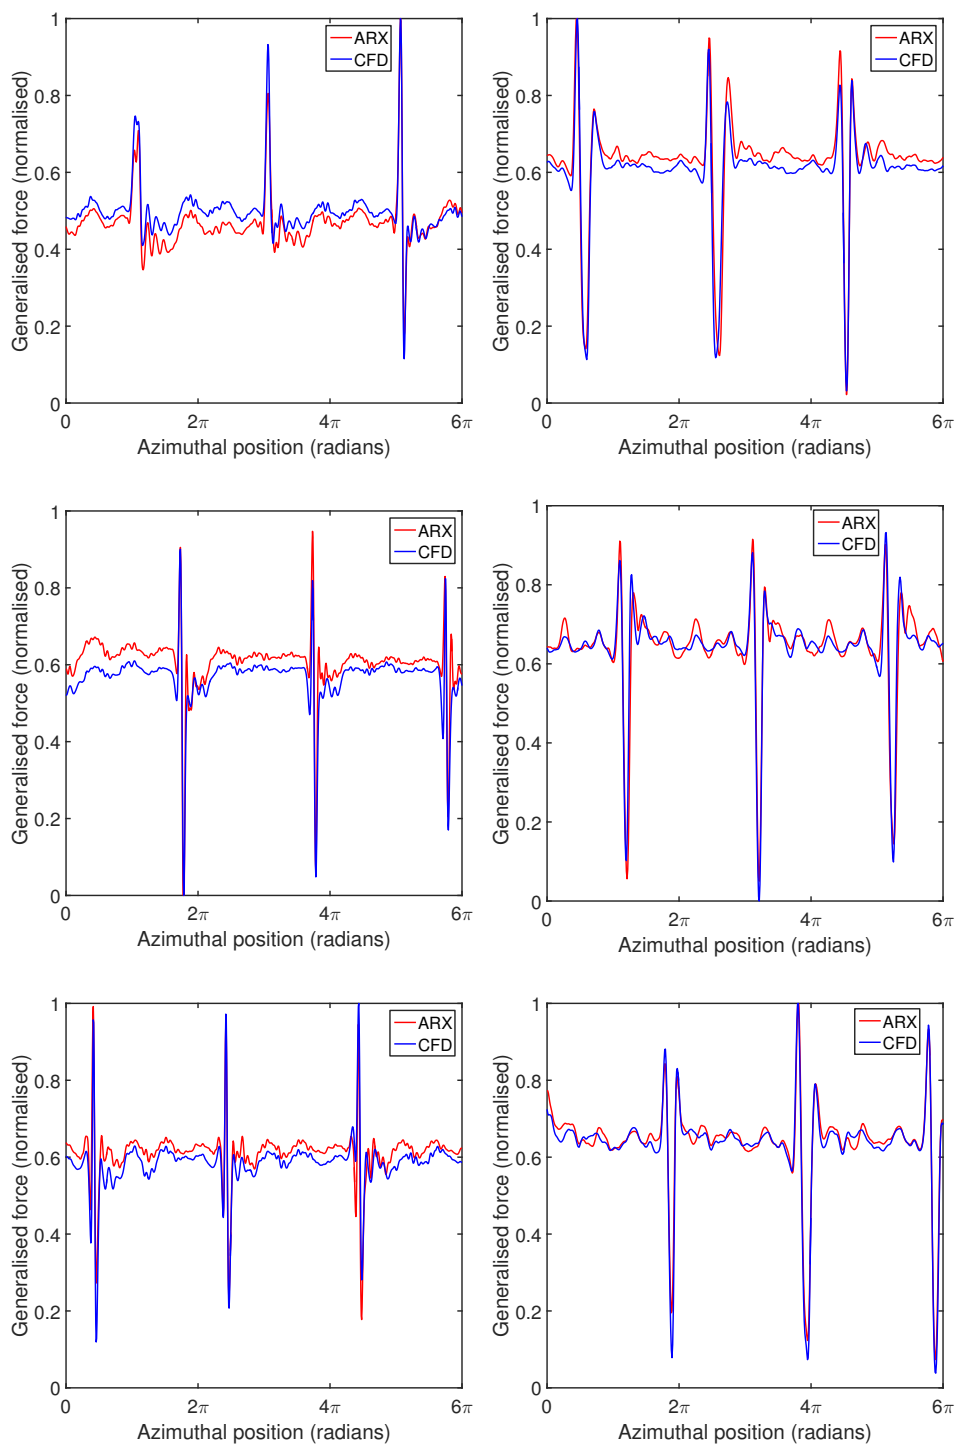 Generalised force (normalised)
1
0.8
0.6
0.4
0.2
0
ARX
CFD
0 2π 4π 6π
Azimuthal position (radians)
Generalised force (normalised)
1
0.8
0.6
0.4
0.2
0
ARX
CFD
0 2π 4π 6π
Azimuthal position (radians)
Generalised force (normalised)
1
0.8
0.6
0.4
0.2
0
ARX
CFD
0 2π 4π 6π
Azimuthal position (radians)
Generalised force (normalised)
1
0.8
0.6
0.4
0.2
0
ARX
CFD
0 2π 4π 6π
Azimuthal position (radians)
Generalised force (normalised)
1
0.8
0.6
0.4
0.2
0
ARX
CFD
0 2π 4π 6π
Azimuthal position (radians)
Generalised force (normalised)
1
0.8
0.6
0.4
0.2
0
ARX
CFD
0 2π 4π 6π
Azimuthal position (radians)